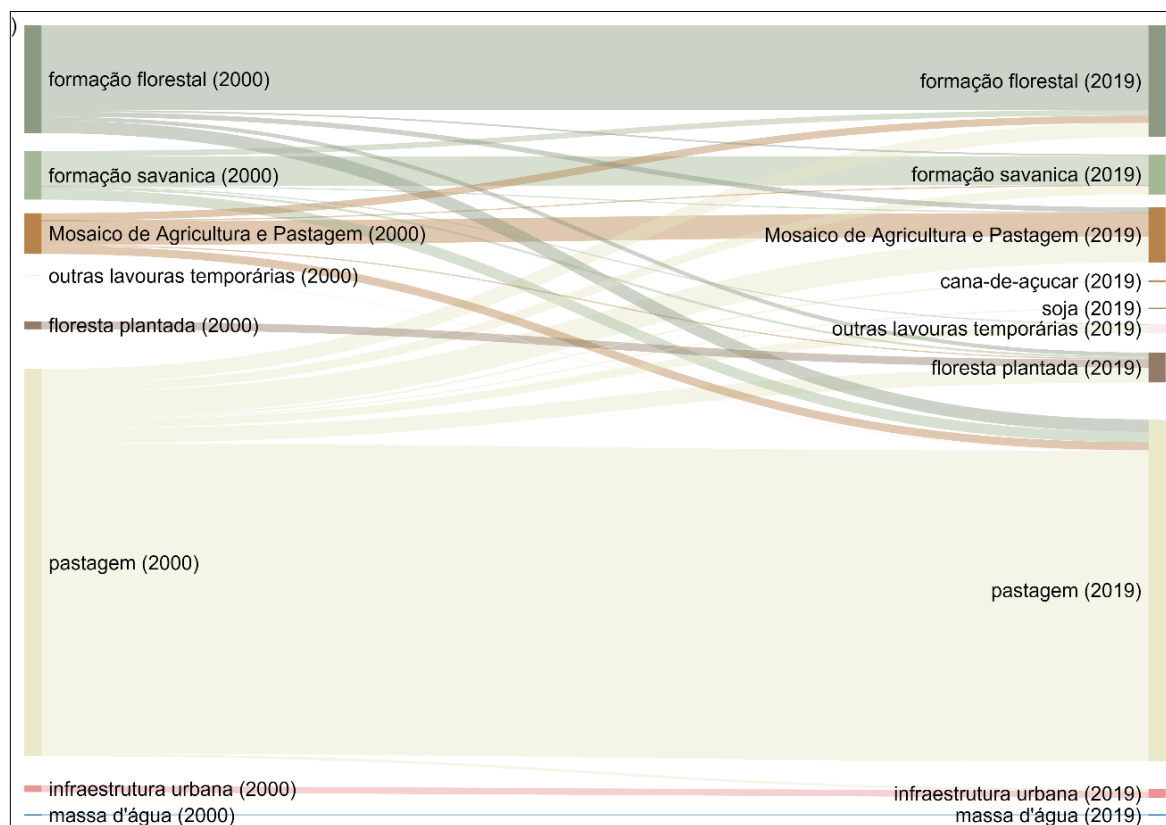 )
formação florestal (2000)
formação florestal (2019)
formação savanica (2000)
formação savanica (2019)
Mosaico de Agricultura e Pastagem (2000)
Mosaico de Agricultura e Pastagem (2019)
outras lavouras temporárias (2000)
cana-de-açucar (2019)
soja (2019)
floresta plantada (2000)
outras lavouras temporárias (2019)
floresta plantada (2019)
pastagem (2000)
pastagem (2019)
infraestrutura urbana (2000)
infraestrutura urbana (2019)
massa d'água (2000)
massa d'água (2019)